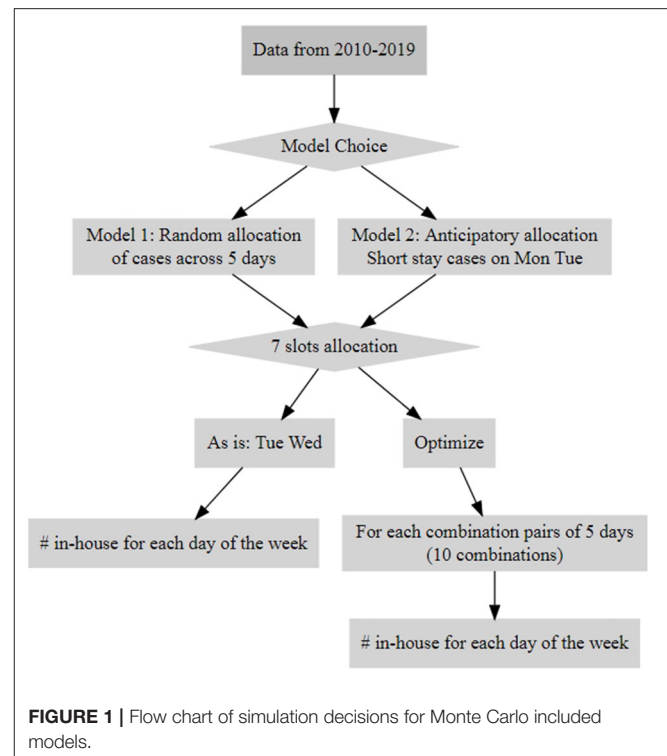 Data from 2010-2019
Model Choice
Model 1: Random allocation
of cases across 5 days
Model 2: Anticipatory allocation
Short stay cases on Mon Tue
7 slots allocation
As is: Tue Wed
Optimize
# in-house for each day of the week
For each combination pairs of 5 days
(10 combinations)
# in-house for each day of the week
FIGURE 1 | Flow chart of simulation decisions for Monte Carlo included
models.